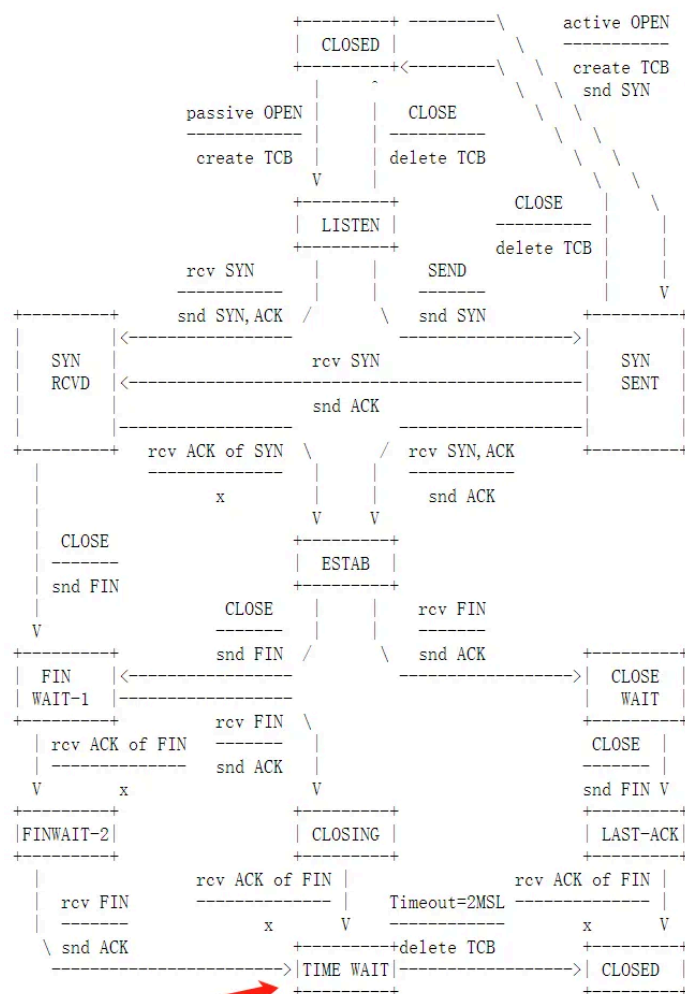 active OPEN
CLOSED
create TCB
snd SYN
passive OPEN CLOSE
create TCB delete TCB
V
CLOSE
LISTEN
delete TCB
rcv SYN SEND
V
snd SYN,ACK snd SYN
SYN rcv SYN SYN
RCVD SENT
snd ACK
rcv ACK of SYN rcv SYN,ACK
x snd ACK
V V
CLOSE
ESTAB
snd FIN
CLOSE rcv FIN
V
snd FIN snd ACK
FIN CLOSE
WAIT-1 WAIT
rcv FIN
rcv ACK of FIN CLOSE
snd ACK
V x V snd FIN V
FINWAIT-2 CLOSING LAST-ACK
rcv ACK of FIN rcv ACK of FIN
rcv FIN Timeout=2MSL
x V x V
snd ACK delete TCB
TIME WAIT CLOSED